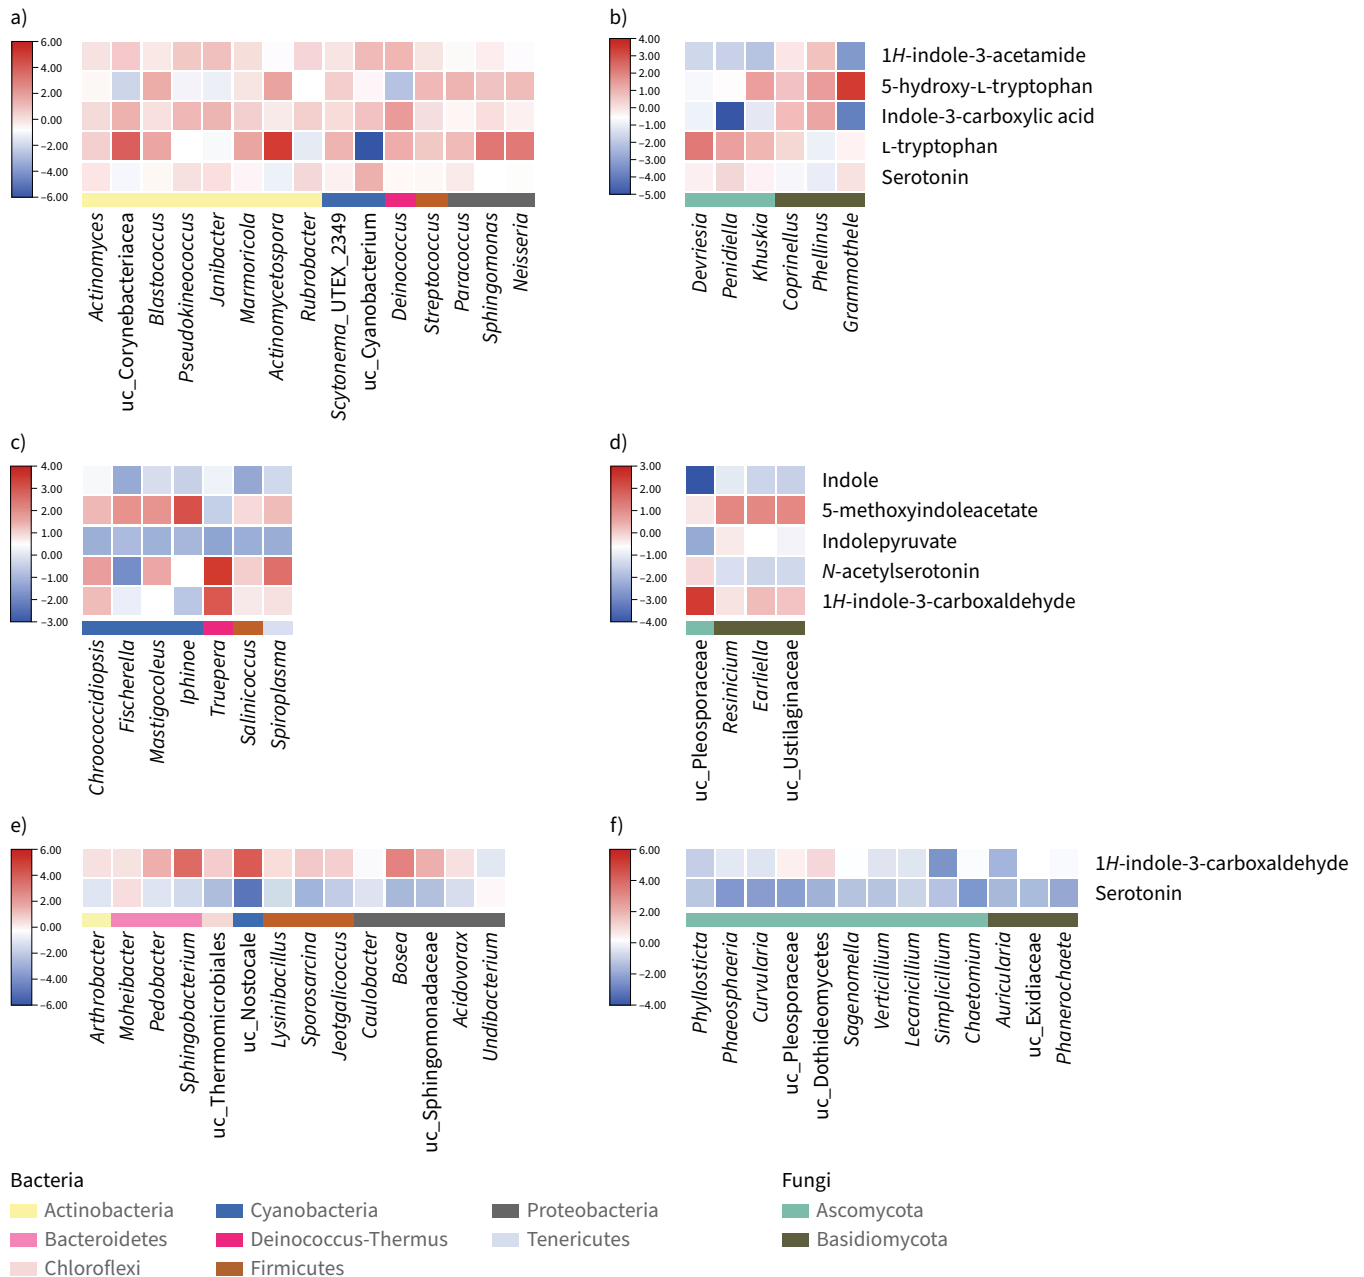 a)
6.00
4.00
2.00
0.00
−2.00
−4.00
−6.00
Actinomyces
uc_Corynebacteriacea
Blastococcus
Pseudokineococcus
Janibacter
Marmoricola
Actinomycetospora
Rubrobacter
Scytonema_UTEX_2349
uc_Cyanobacterium
Deinococcus
Streptococcus
Paracoccus
Sphingomonas
Neisseria
b)
4.00
3.00
2.00
1.00
0.00
−1.00
−2.00
−3.00
−4.00
−5.00
1H-indole-3-acetamide
5-hydroxy-L-tryptophan
Indole-3-carboxylic acid
L-tryptophan
Serotonin
Devriesia
Penidiella
Khuskia
Coprinellus
Phellinus
Grammothele
c)
4.00
3.00
2.00
1.00
0.00
−1.00
−2.00
−3.00
Chroococcidiopsis
Fischerella
Mastigocoleus
Iphinoe
Truepera
Salinicoccus
Spiroplasma
d)
3.00
2.00
1.00
0.00
−1.00
−2.00
−3.00
−4.00
Indole
5-methoxyindoleacetate
Indolepyruvate
N-acetylserotonin
1H-indole-3-carboxaldehyde
uc_Pleosporaceae
Resinicium
Earliella
uc_Ustilaginaceae
e)
6.00
4.00
2.00
0.00
−2.00
−4.00
−6.00
Arthrobacter
Moheibacter
Pedobacter
Sphingobacterium
uc_Thermomicrobiales
uc_Nostocale
Lysinibacillus
Sporosarcina
Jeotgalicoccus
Caulobacter
Bosea
uc_Sphingomonadaceae
Acidovorax
Undibacterium
f)
6.00
4.00
2.00
0.00
−2.00
−4.00
1H-indole-3-carboxaldehyde
Serotonin
Phyllosticta
Phaeosphaeria
Curvularia
uc_Pleosporaceae
uc_Dothideomycetes
Sagenomella
Verticillium
Lecanicillium
Simplicillium
Chaetomium
Auricularia
uc_Exidiaceae
Phanerochaete
Bacteria
Actinobacteria
Bacteroidetes
Chloroflexi
Cyanobacteria
Deinococcus-Thermus
Firmicutes
Proteobacteria
Tenericutes
Fungi
Ascomycota
Basidiomycota